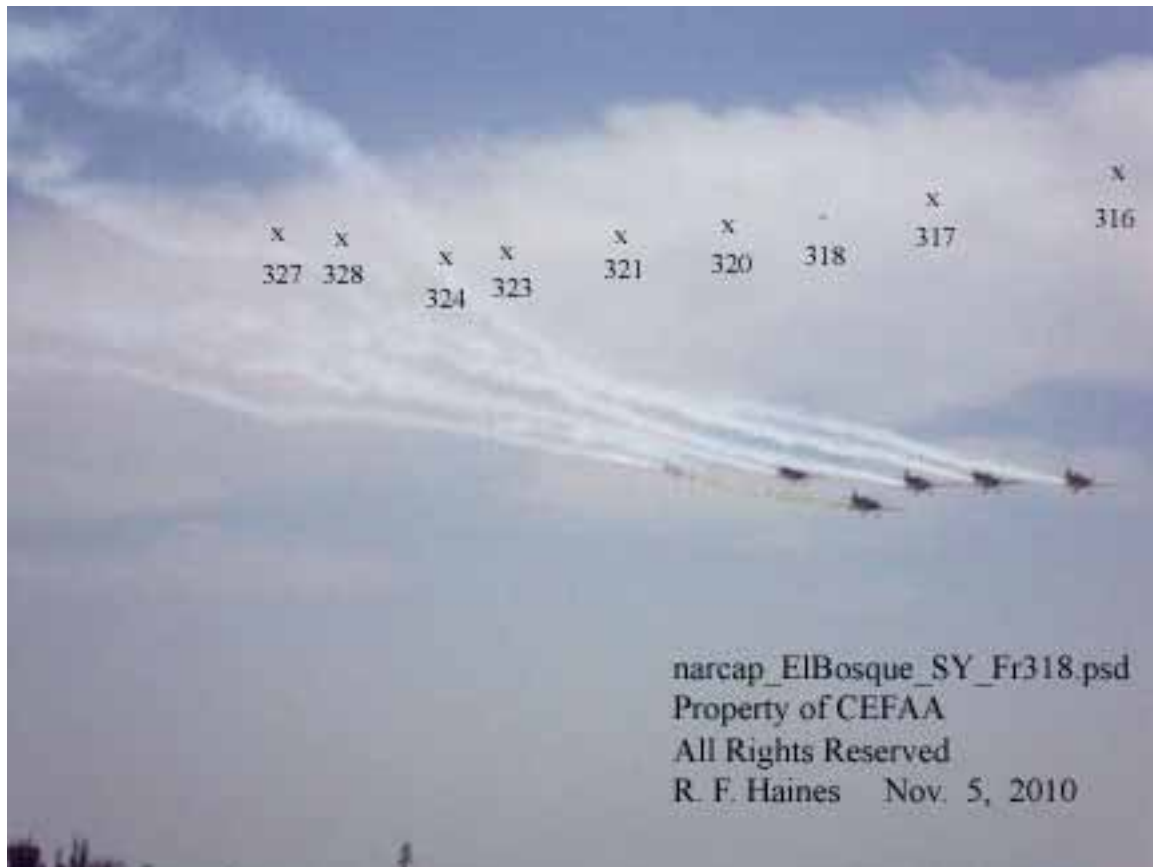 x
316
x
317
318
x
320
x
321
x
323
x
324
x
328
x
327
narcap_ElBosque_SY_Fr318.psd
Property of CEFAA
All Rights Reserved
R. F. Haines Nov. 5, 2010